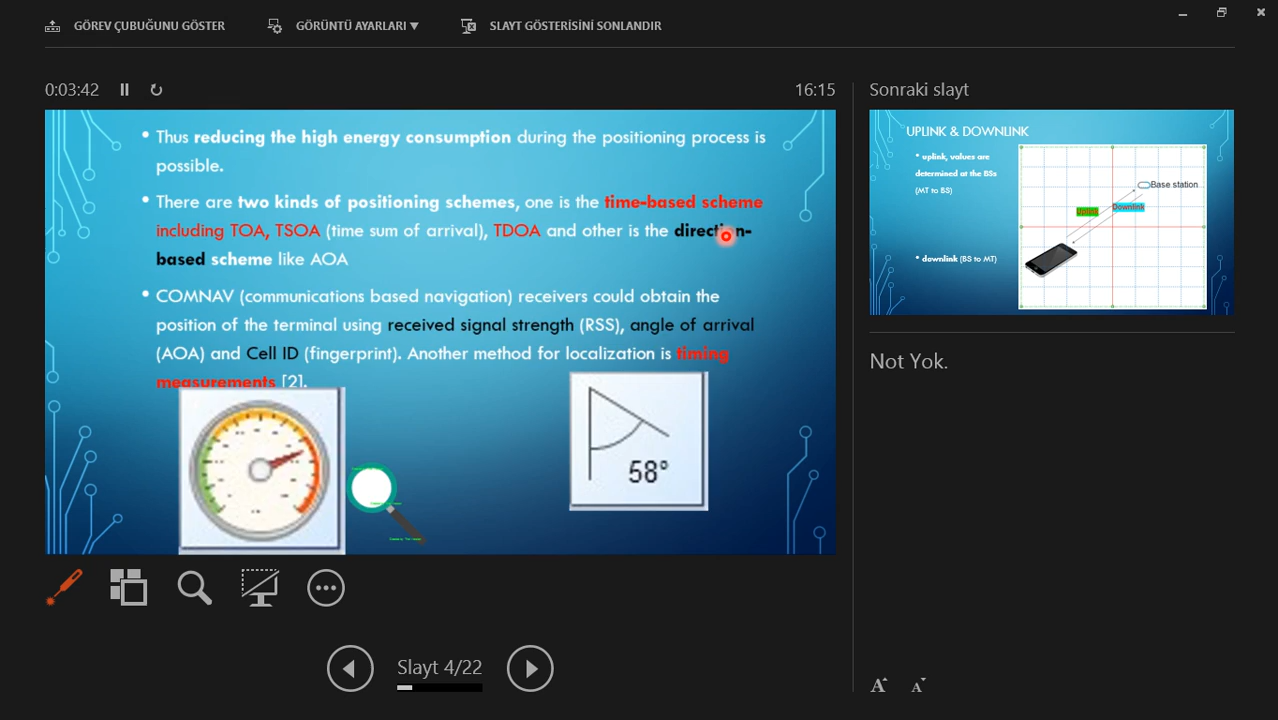 GÖREV ÇUBUĞUNU GÖSTER
GÖRÜNTÜ AYARLARI ▼
SLAYT GÖSTERİSİNİ SONLANDIR
0:03:42
16:15
• Thus reducing the high energy consumption during the positioning process is
possible.
• There are two kinds of positioning schemes, one is the time-based scheme
including TOA, TSOA (time sum of arrival), TDOA and other is the direction-
based scheme like AOA
• COMNAV (communications based navigation) receivers could obtain the
position of the terminal using received signal strength (RSS), angle of arrival
(AOA) and Cell ID (fingerprint). Another method for localization is timing
measurements [2].
58°
Slayt 4/22
Sonraki slayt
UPLINK & DOWNLINK
• uplink, values are
determined at the BSs
(MT to BS)
Base station
Uplink
Downlink
• downlink (BS to MT)
Not Yok.
A
A